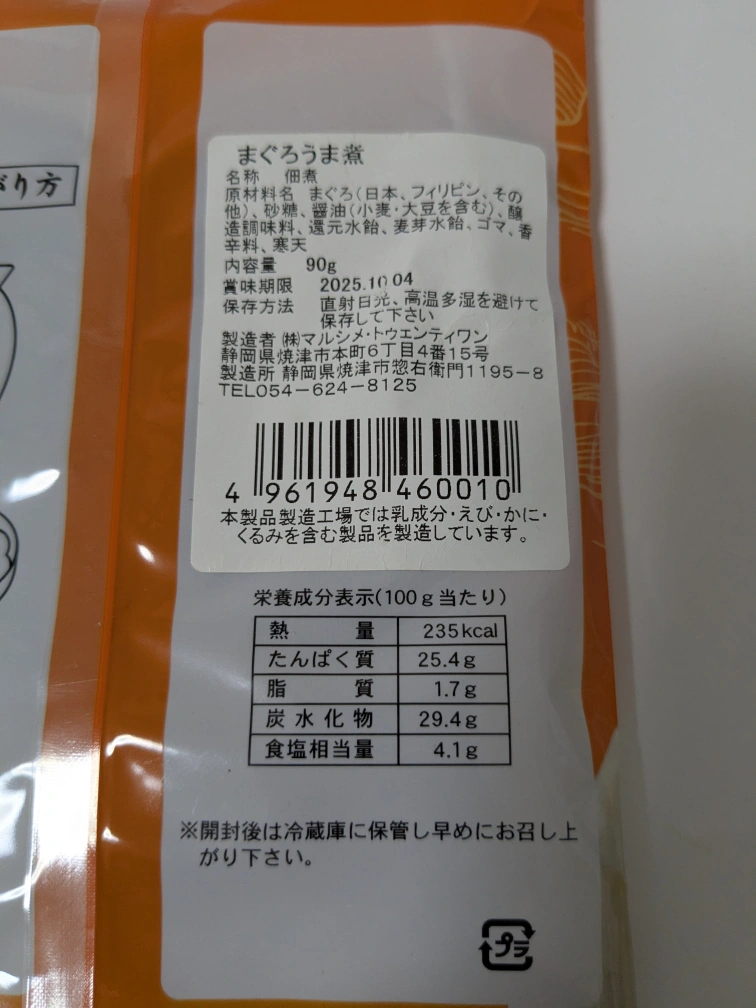 がり方
まぐろうま煮
名称 佃煮
原材料名 まぐろ(日本、フィリピン、その
他)、砂糖、醤油(小麦・大豆を含む)、醸
造調味料、還元水飴、麦芽水飴、ゴマ、香
辛料、寒天
内容量 90g
賞味期限 2025.10 04
保存方法 直射日光、高温多湿を避けて
保存して下さい
製造者 ㈱マルシメ・トウエンティワン
静岡県焼津市本町6丁目4番15号
製造所 静岡県焼津市惣右衛門1195-8
TEL054-624-8125
4 961948 460010
本製品製造工場では乳成分・えび・かに・
くるみを含む製品を製造しています。
栄養成分表示(100g当たり)
熱量 235kcal
たんぱく質 25.4g
脂質 1.7g
炭水化物 29.4g
食塩相当量 4.1g
※開封後は冷蔵庫に保管し早めにお召し上
がり下さい。
プラ